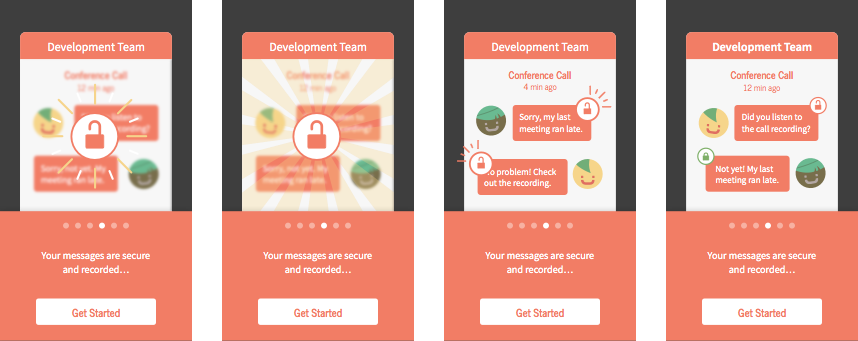 Development Team
Conference Call
12 min ago
listen to
recording?
Sorry, not yet. My
meeting ran late.
Your messages are secure
and recorded...
Get Started
Development Team
Conference Call
12 min ago
listen to
recording?
Sorry, not yet. My
meeting ran late.
Your messages are secure
and recorded...
Get Started
Development Team
Conference Call
4 min ago
Sorry, my last
meeting ran late.
No problem! Check
out the recording.
Your messages are secure
and recorded...
Get Started
Development Team
Conference Call
12 min ago
Did you listen to
the call recording?
Not yet! My last
meeting ran late.
Your messages are secure
and recorded...
Get Started